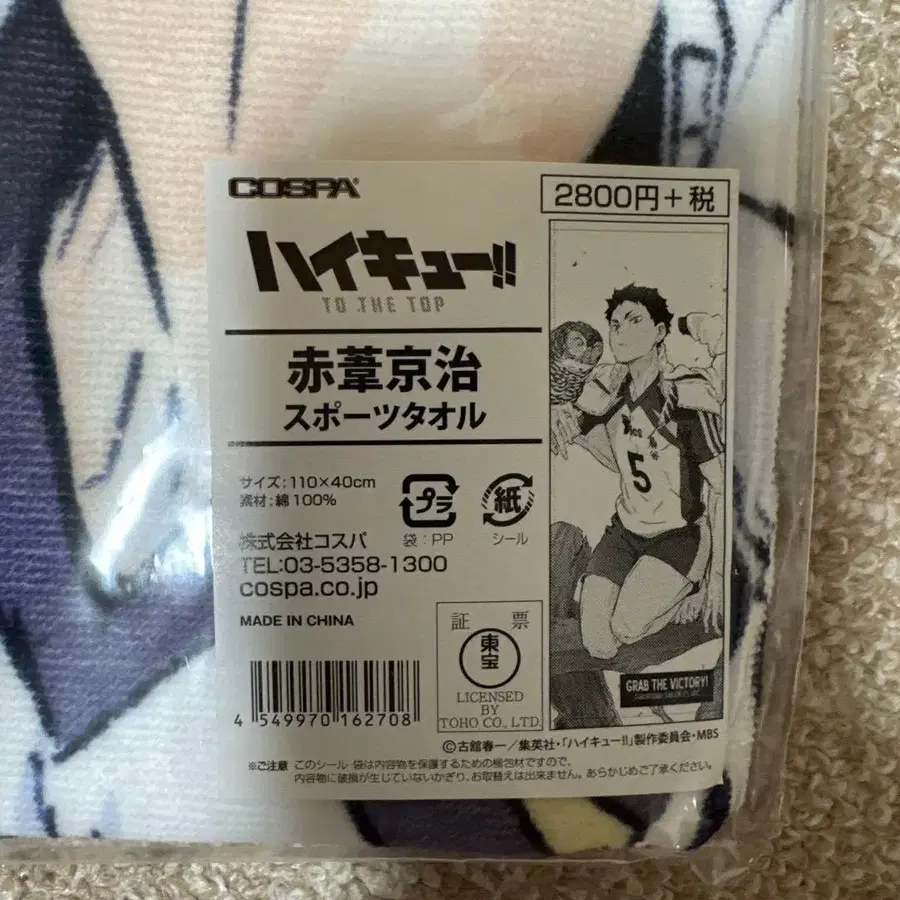 COSPA®
2800円+税
ハイキュー!!
TO THE TOP
赤葦京治
スポーツタオル
サイズ:110×40cm
素材:綿100%
プラ
袋:PP
紙
シール
株式会社コスパ
TEL:03-5358-1300
cospa.co.jp
MADE IN CHINA
4 549970 162708
証 票
東宝
LICENSED
BY
TOHO CO., LTD.
5
GRAB THE VICTORY!
©古舘春一/集英社・「ハイキュー!!」製作委員会・MBS
※ご注意 このシール 袋は内容物を保護するための梱包材ですので、
内容物に破損が生じていないかぎり、お取替えは出来ません。あらかじめご了承ください。